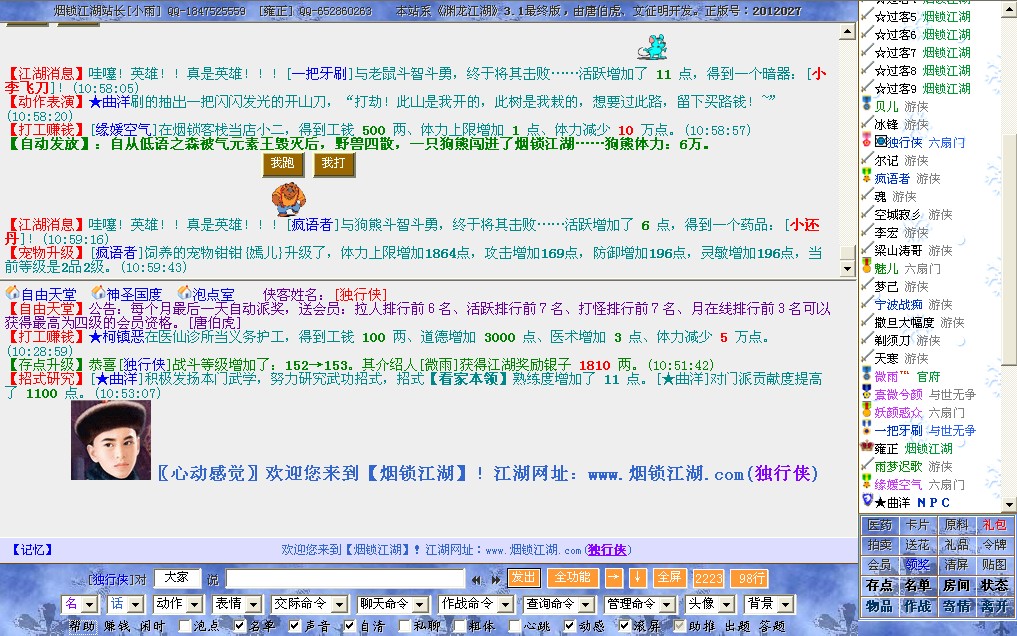 烟锁江湖站长[小雨] QQ-1847525559 [雍正] QQ-652860263 本站系《渊龙江湖》3.1最终版,由唐伯虎、文征明开发。正版号:2012027
【江湖消息】哇噻!英雄!!真是英雄!!![一把牙刷]与老鼠斗智斗勇,终于将其击败……活跃增加了 11 点,得到一个暗器:[小
李飞刀]!(10:58:05)
【动作表演】★曲洋刷的抽出一把闪闪发光的开山刀,“打劫!此山是我开的,此树是我栽的,想要过此路,留下买路钱!~”
(10:58:20)
【打工赚钱】[缘媛空气]在烟锁客栈当店小二,得到工钱 500 两、体力上限增加 1 点、体力减少 10 万点。(10:58:57)
【自动发放】:自从低语之森被气元素王毁灭后,野兽四散,一只狗熊闯进了烟锁江湖……狗熊体力:6万。
我跑 我打
【江湖消息】哇噻!英雄!!真是英雄!!![疯语者]与狗熊斗智斗勇,终于将其击败……活跃增加了 6 点,得到一个药品:[小还
丹]!(10:59:16)
【宠物升级】[疯语者]饲养的宠物钳钳{嫣儿}升级了,体力上限增加1864点,攻击增加169点,防御增加196点,灵敏增加196点,当
前等级是2品2级。(10:59:43)
自由天堂 神圣国度 泡点室 侠客姓名: [独行侠]
【自由天堂】公告:每个月最后一天自动派奖,送会员:拉人排行前6名、活跃排行前7名、打怪排行前7名、月在线排行前3名可以
获得最高为四级的会员资格。[唐伯虎]
【打工赚钱】★柯镇恶在医仙诊所当义务护工,得到工钱 100 两、道德增加 3000 点、医术增加 3 点、体力减少 5 万点。
(10:28:59)
【存点升级】恭喜[独行侠]战斗等级增加了:152→153。其介绍人[微雨]获得江湖奖励银子 1810 两。(10:51:42)
【招式研究】[★曲洋]积极发扬本门武学,努力研究武功招式,招式【看家本领】熟练度增加了 11 点。[★曲洋]对门派贡献度提高
了 1100 点。(10:53:07)
〖心动感觉〗欢迎您来到【烟锁江湖】!江湖网址:www.烟锁江湖.com(独行侠)
【记忆】 欢迎您来到【烟锁江湖】!江湖网址:www.烟锁江湖.com(独行侠)
[独行侠]对 大家 说 发出 全功能 → ↓ 全屏 2223 98行
名 话 动作 表情 交际命令 聊天命令 作战命令 查询命令 管理命令 头像 背景
帮助 赚钱 闲时 泡点 名单 声音 自清 私聊 粗体 心跳 动感 滚屏 助推 出题 答题
☆过客5 烟锁江湖
☆过客6 烟锁江湖
☆过客7 烟锁江湖
☆过客8 烟锁江湖
☆过客9 烟锁江湖
贝儿 游侠
冰锋 游侠
独行侠 六扇门
尔记 游侠
疯语者 游侠
魂 游侠
空城寂彡 游侠
李宏 游侠
梁山涛哥 游侠
魅儿 六扇门
梦己 游侠
宁波战痴 游侠
撒旦大幅度 游侠
剃须刀 游侠
天寒 游侠
微雨™ 官府
壹微兮颜 与世无争
妖颜惑众 六扇门
一把牙刷 与世无争
雍正 烟锁江湖
雨梦迟歌 游侠
缘媛空气 六扇门
★曲洋 NPC
医药 卡片 原料 礼包
拍卖 送花 礼品 令牌
会员 领奖 清屏 贴图
存点 名单 房间 状态
物品 作战 寄情 离开